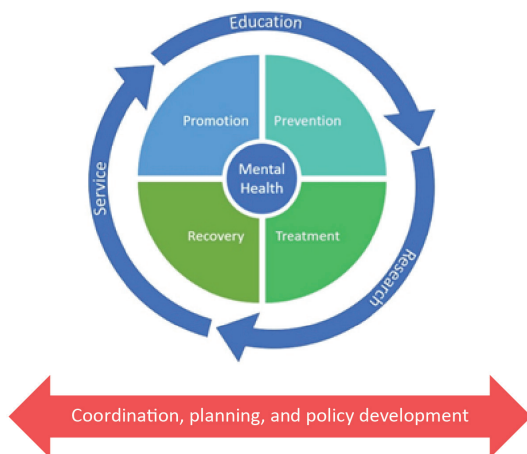 Education
Promotion
Prevention
Mental
Health
Service
Recovery
Treatment
Research
Coordination, planning, and policy development